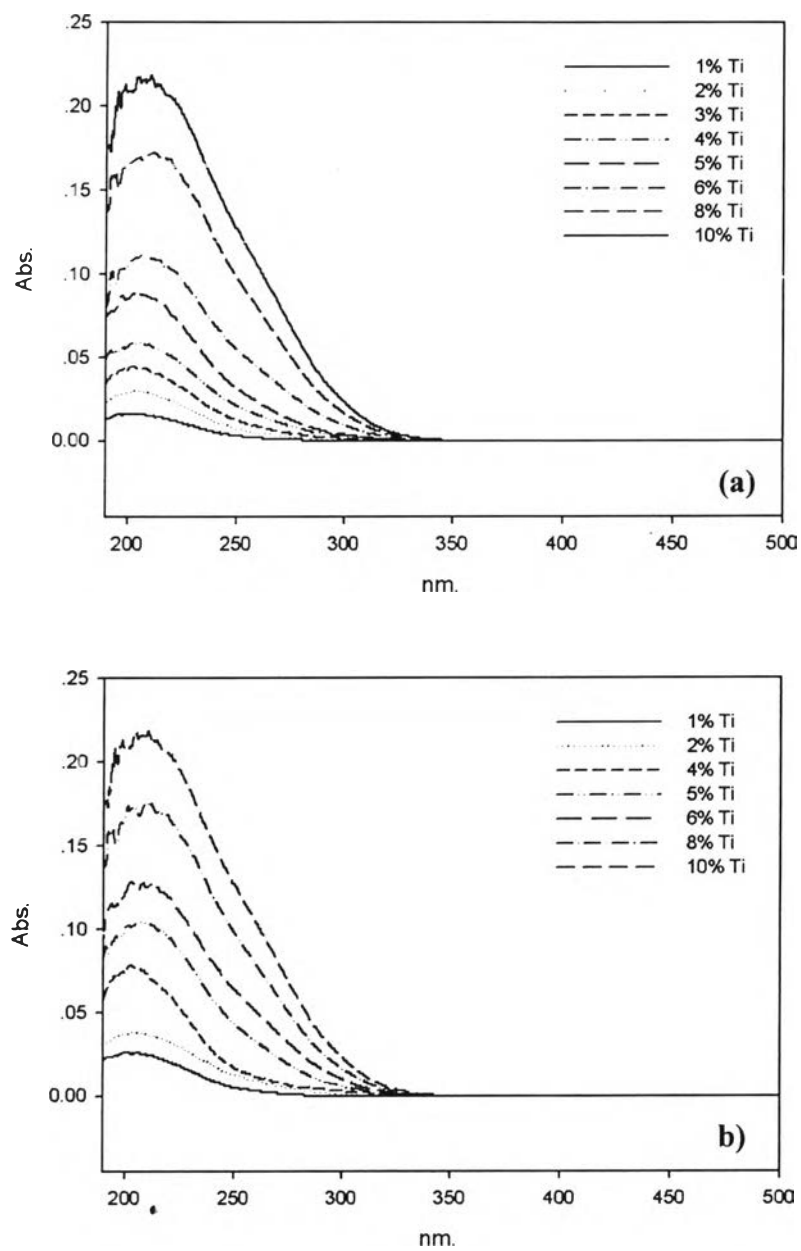 .25
.20
.15
.10
.05
0.00
Abs.
1% Ti
2% Ti
3% Ti
4% Ti
5% Ti
6% Ti
8% Ti
10% Ti
(a)
200 250 300 350 400 450 500
nm.
.25
.20
.15
.10
.05
0.00
Abs.
1% Ti
2% Ti
4% Ti
5% Ti
6% Ti
8% Ti
10% Ti
b)
200 250 300 350 400 450 500
nm.